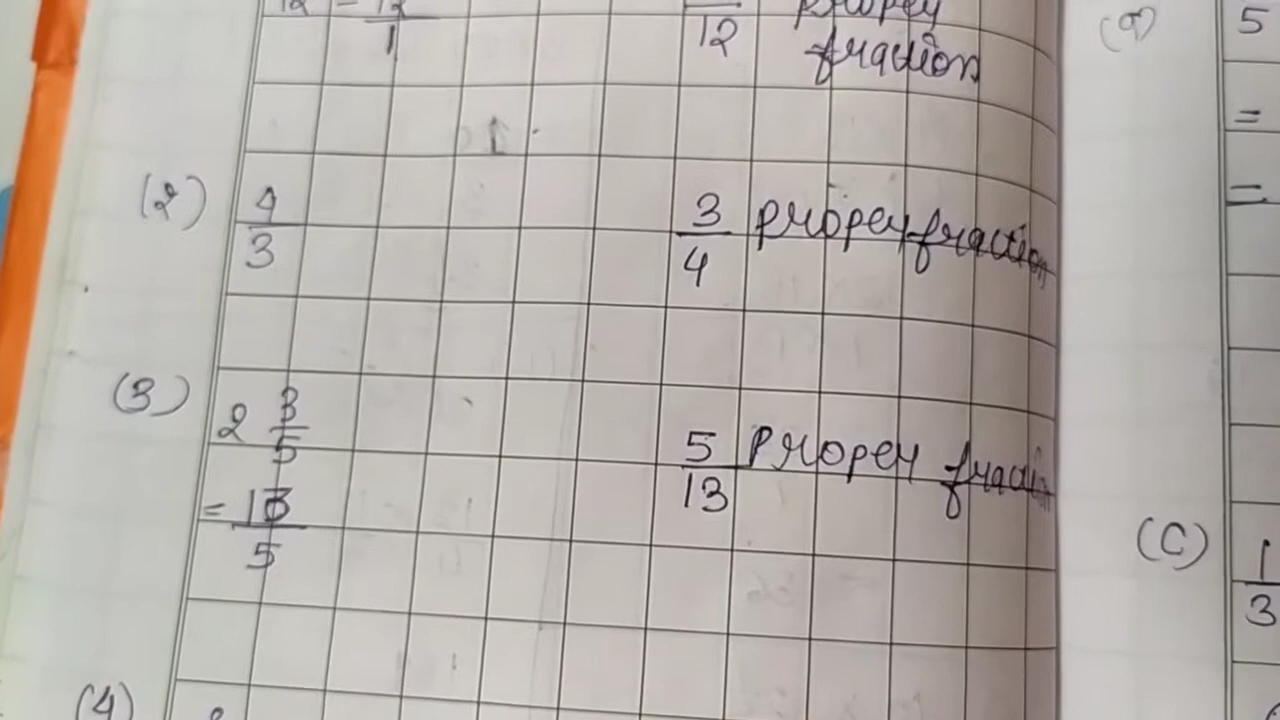 12 = 12/1 /12 proper
fraction
(2) 4/3 3/4 proper fraction
(3) 2 3/5 5/13 Proper fraction
= 13/5
(4)
5
=
=
(C) 1/3